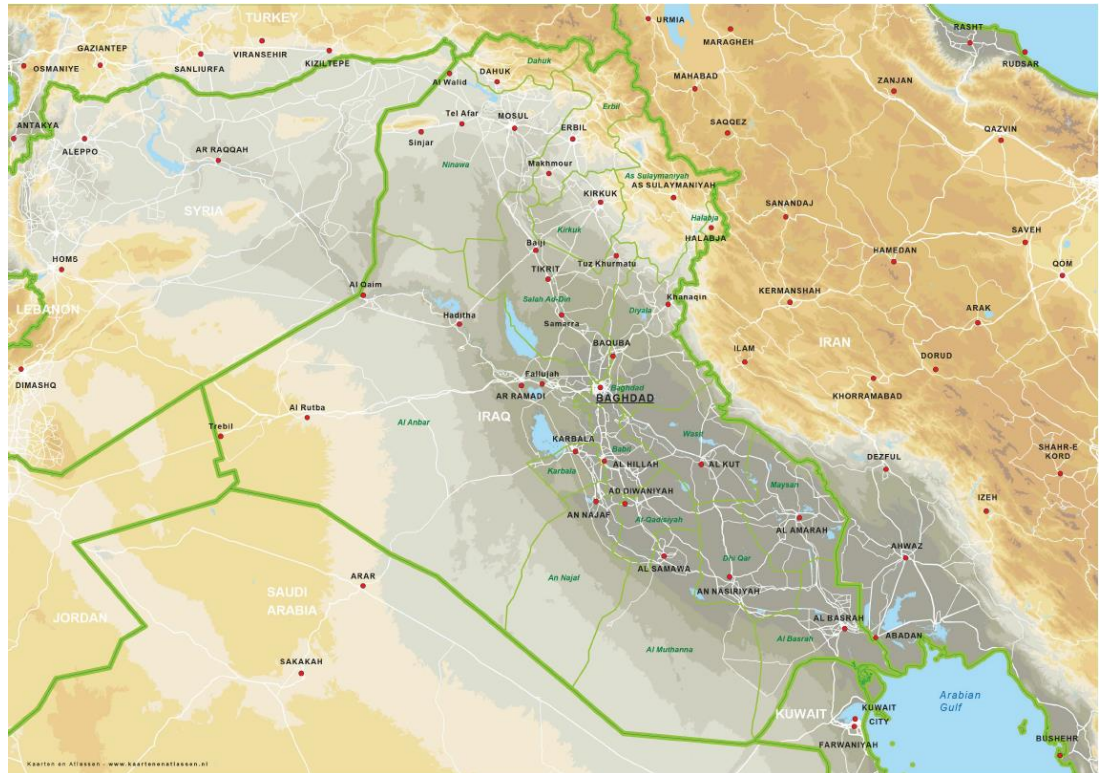 TURKEY
URMIA
RASHT
MARAGHEH
GAZIANTEP
VIRANSEHIR
RUDSAR
OSMANIYE
SANLIURFA
KIZILTEPE
Dahuk
Al Walid
DAHUK
MAHABAD
ZANJAN
Erbil
Tel Afar
MOSUL
SAQQEZ
ANTAKYA
ERBIL
QAZVIN
ALEPPO
AR RAQQAH
Sinjar
Ninawa
Makhmour
As Sulaymaniyah
AS SULAYMANIYAH
KIRKUK
SANANDAJ
SYRIA
Halabja
Kirkuk
HALABJA
SAVEH
Baiji
HAMEDAN
HOMS
Tuz Khurmatu
QOM
TIKRIT
Al Qaim
KERMANSHAH
Salah Ad-Din
Khanaqin
LEBANON
Haditha
Diyala
ARAK
Samarra
IRAN
BAQUBA
ILAM
DORUD
DIMASHQ
Fallujah
Baghdad
AR RAMADI
BAGHDAD
KHORRAMABAD
Al Rutba
IRAQ
Al Anbar
Trebil
Wasit
KARBALA
Babil
SHAHR-E
KORD
DEZFUL
AL HILLAH
AL KUT
Karbala
Maysan
AD DIWANIYAH
IZEH
AN NAJAF
Al-Qadisiyah
AL AMARAH
AHWAZ
Dhi Qar
AL SAMAWA
ARAR
An Najaf
SAUDI
ARABIA
AN NASIRIYAH
JORDAN
AL BASRAH
Al Basrah
ABADAN
Al Muthanna
SAKAKAH
Arabian
Gulf
KUWAIT
KUWAIT
CITY
FARWANIYAH
BUSHEHR
Kaarten en Atlassen - www.kaartenenatlassen.nl